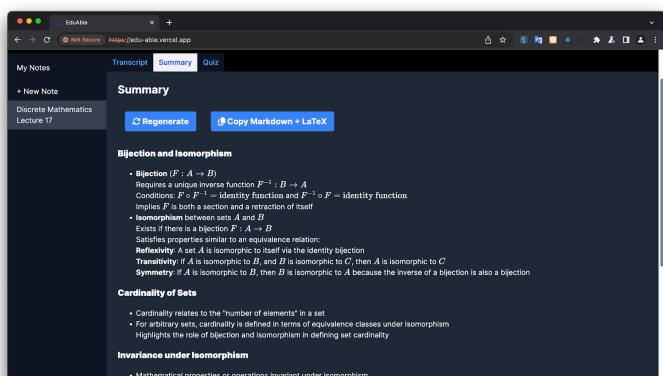 EduAble
Not Secure https://edu-able.vercel.app
My Notes
+ New Note
Discrete Mathematics
Lecture 17
Transcript Summary Quiz
Summary
Regenerate Copy Markdown + LaTeX
Bijection and Isomorphism
• Bijection (F : A → B)
Requires a unique inverse function F⁻¹ : B → A
Conditions: F ∘ F⁻¹ = identity function and F⁻¹ ∘ F = identity function
Implies F is both a section and a retraction of itself
• Isomorphism between sets A and B
Exists if there is a bijection F : A → B
Satisfies properties similar to an equivalence relation:
Reflexivity: A set A is isomorphic to itself via the identity bijection
Transitivity: If A is isomorphic to B, and B is isomorphic to C, then A is isomorphic to C
Symmetry: If A is isomorphic to B, then B is isomorphic to A because the inverse of a bijection is also a bijection
Cardinality of Sets
• Cardinality relates to the "number of elements" in a set
• For arbitrary sets, cardinality is defined in terms of equivalence classes under isomorphism
Highlights the role of bijection and isomorphism in defining set cardinality
Invariance under Isomorphism
• Mathematical properties or operations invariant under isomorphism